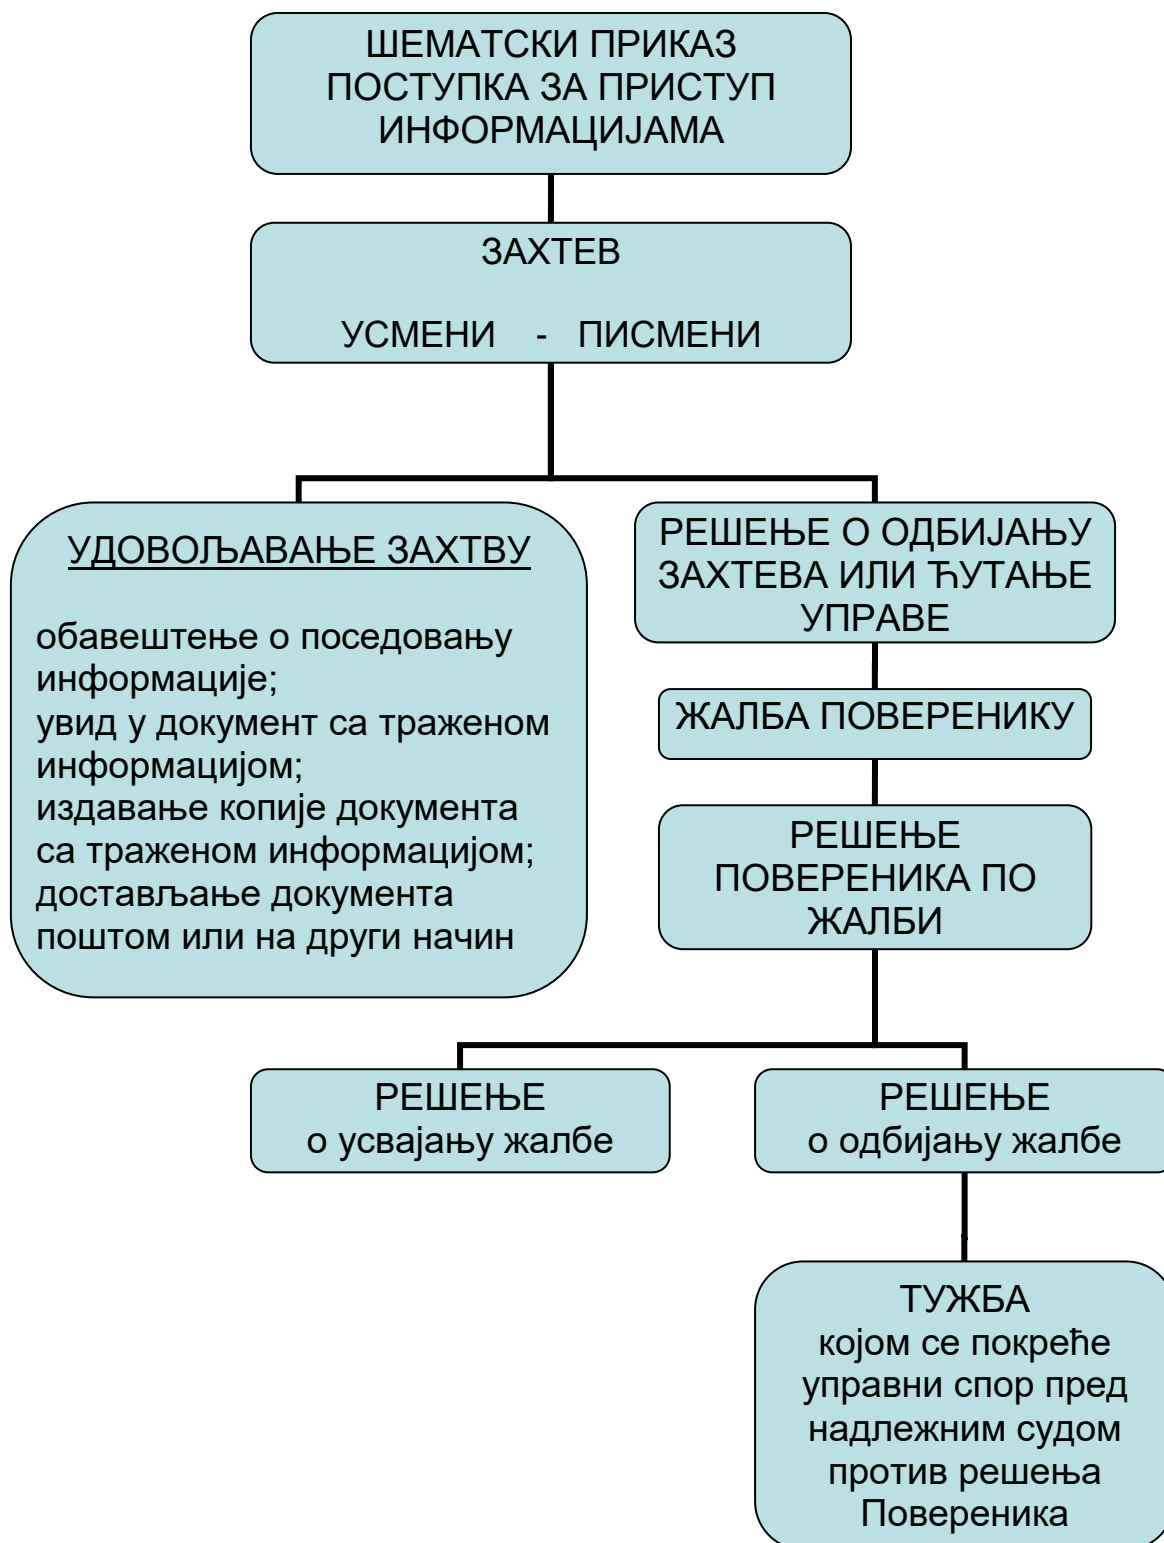 ШЕМАТСКИ ПРИКАЗ
ПОСТУПКА ЗА ПРИСТУП
ИНФОРМАЦИЈАМА
ЗАХТЕВ
УСМЕНИ - ПИСМЕНИ
УДОВОЉАВАЊЕ ЗАХТВУ
обавештење о поседовању
информације;
увид у документ са траженом
информацијом;
издавање копије документа
са траженом информацијом;
достављање документа
поштом или на други начин
РЕШЕЊЕ О ОДБИЈАЊУ
ЗАХТЕВА ИЛИ ЋУТАЊЕ
УПРАВЕ
ЖАЛБА ПОВЕРЕНИКУ
РЕШЕЊЕ
ПОВЕРЕНИКА ПО
ЖАЛБИ
РЕШЕЊЕ
о усвајању жалбе
РЕШЕЊЕ
о одбијању жалбе
ТУЖБА
којом се покреће
управни спор пред
надлежним судом
против решења
Повереника